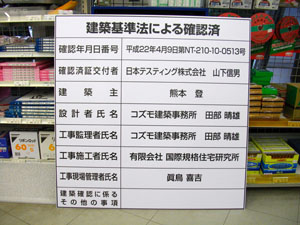 建築基準法による確認済
確認年月日番号 平成22年4月9日第NT-210-10-0513号
確認済証交付者 日本テスティング株式会社 山下信男
建築主 熊本 登
設計者氏名 コズモ建築事務所 田部 晴雄
工事監理者氏名 コズモ建築事務所 田部 晴雄
工事施工者氏名 有限会社 国際規格住宅研究所
工事現場管理者氏名 眞鳥 喜吉
建築確認に係る
その他の事項
60